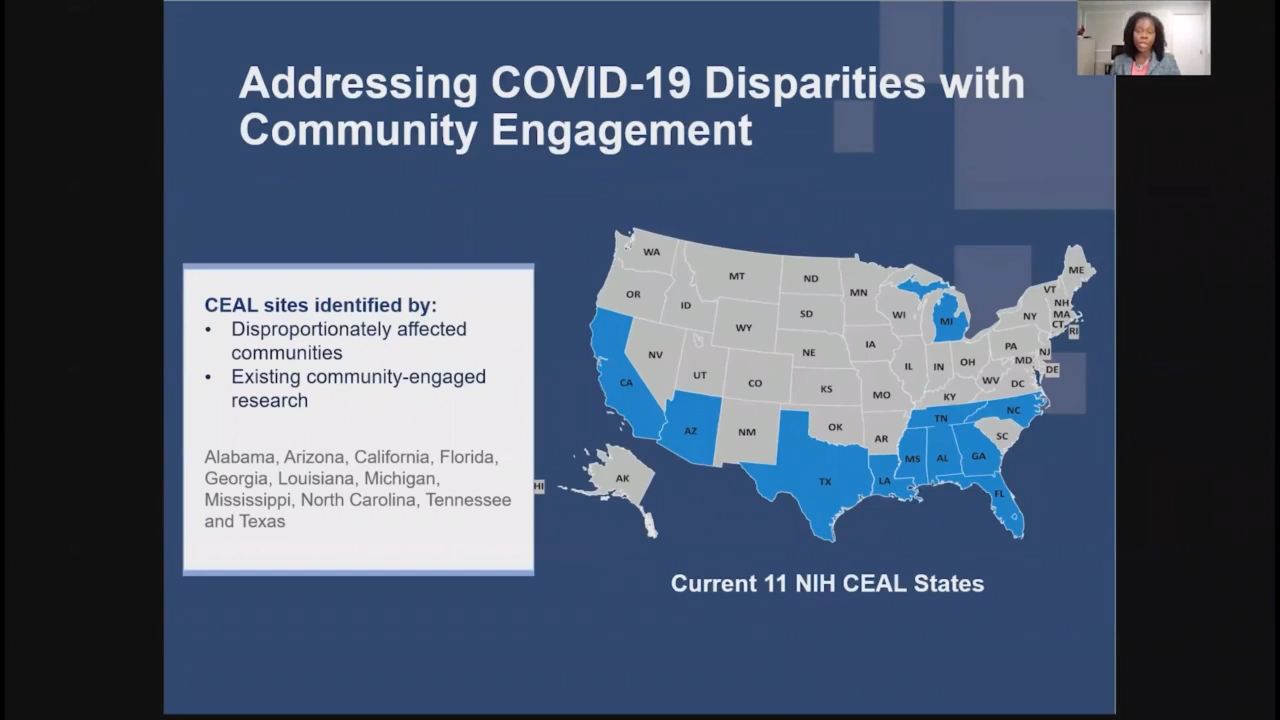 Addressing COVID-19 Disparities with
Community Engagement
CEAL sites identified by:
• Disproportionately affected
communities
• Existing community-engaged
research
Alabama, Arizona, California, Florida,
Georgia, Louisiana, Michigan,
Mississippi, North Carolina, Tennessee
and Texas
WA
MT
ND
MN
ME
VT
NH
OR
ID
SD
WI
MI
NY
MA
CT
RI
WY
IA
PA
NJ
NV
NE
IL
IN
OH
MD
DE
UT
CO
KS
MO
WV
DC
CA
KY
AZ
NM
OK
AR
TN
NC
SC
MS
AL
GA
TX
LA
FL
AK
HI
Current 11 NIH CEAL States